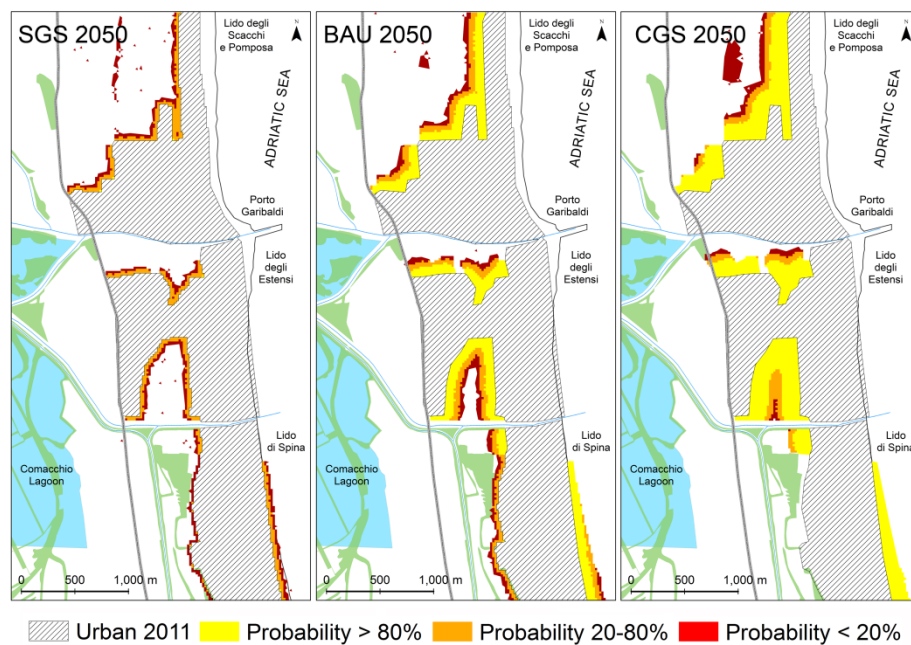 SGS 2050
Lido degli
Scacchi
e Pomposa
ADRIATIC SEA
Porto
Garibaldi
Lido
degli
Estensi
Lido
di Spina
Comacchio
Lagoon
0 500 1,000 m
BAU 2050
Lido degli
Scacchi
e Pomposa
ADRIATIC SEA
Porto
Garibaldi
Lido
degli
Estensi
Lido
di Spina
Comacchio
Lagoon
0 500 1,000 m
CGS 2050
Lido degli
Scacchi
e Pomposa
ADRIATIC SEA
Porto
Garibaldi
Lido
degli
Estensi
Lido
di Spina
Comacchio
Lagoon
0 500 1,000 m
Urban 2011 Probability > 80% Probability 20-80% Probability < 20%